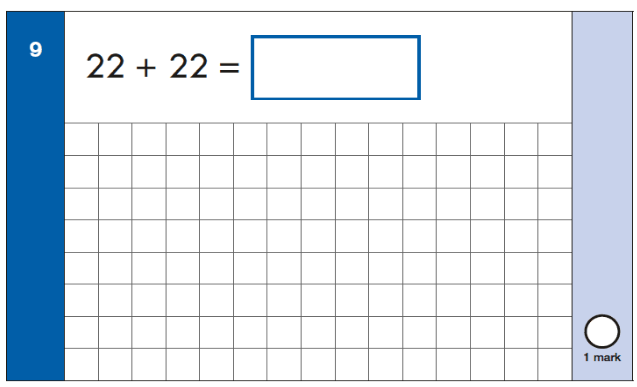 9
22 + 22 =
1 mark